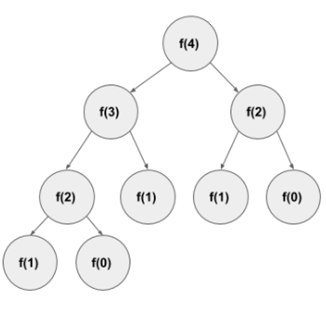 f(4)
f(3) f(2)
f(2) f(1) f(1) f(0)
f(1) f(0)